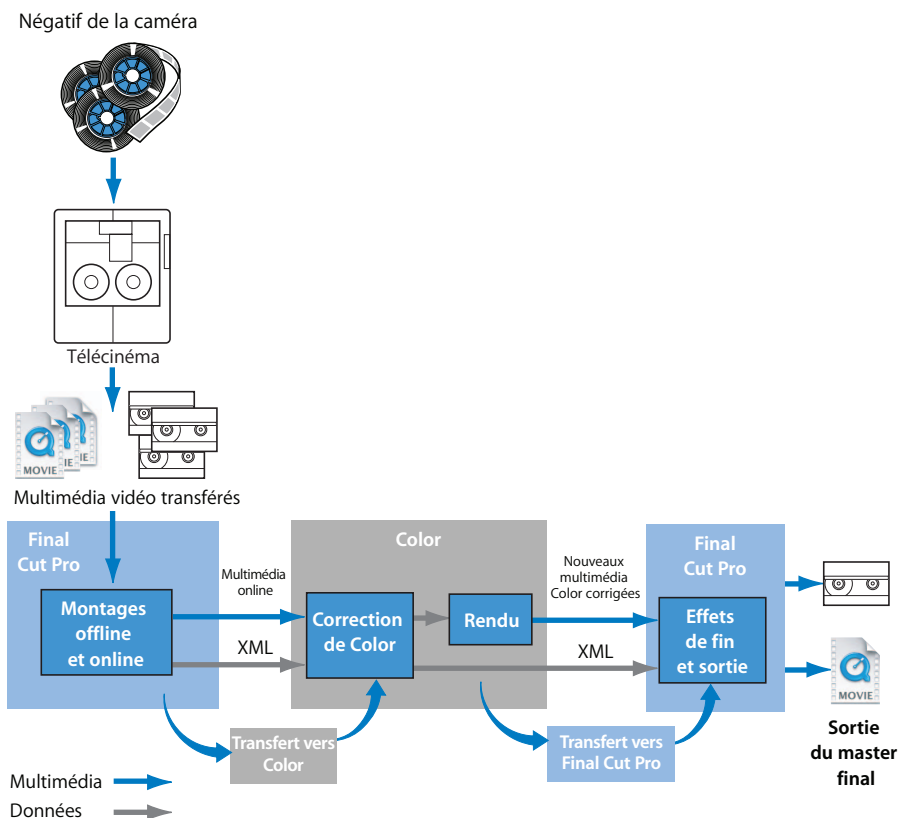 Négatif de la caméra
Télécinéma
MOVIE
IE
IE
Multimédia vidéo transférés
Final
Cut Pro
Montages
offline
et online
Multimédia
online
XML
Color
Correction
de Color
Rendu
Nouveaux
multimédia
Color corrigées
XML
Final
Cut Pro
Effets
de fin
et sortie
MOVIE
Sortie
du master
final
Transfert vers
Color
Transfert vers
Final Cut Pro
Multimédia
Données